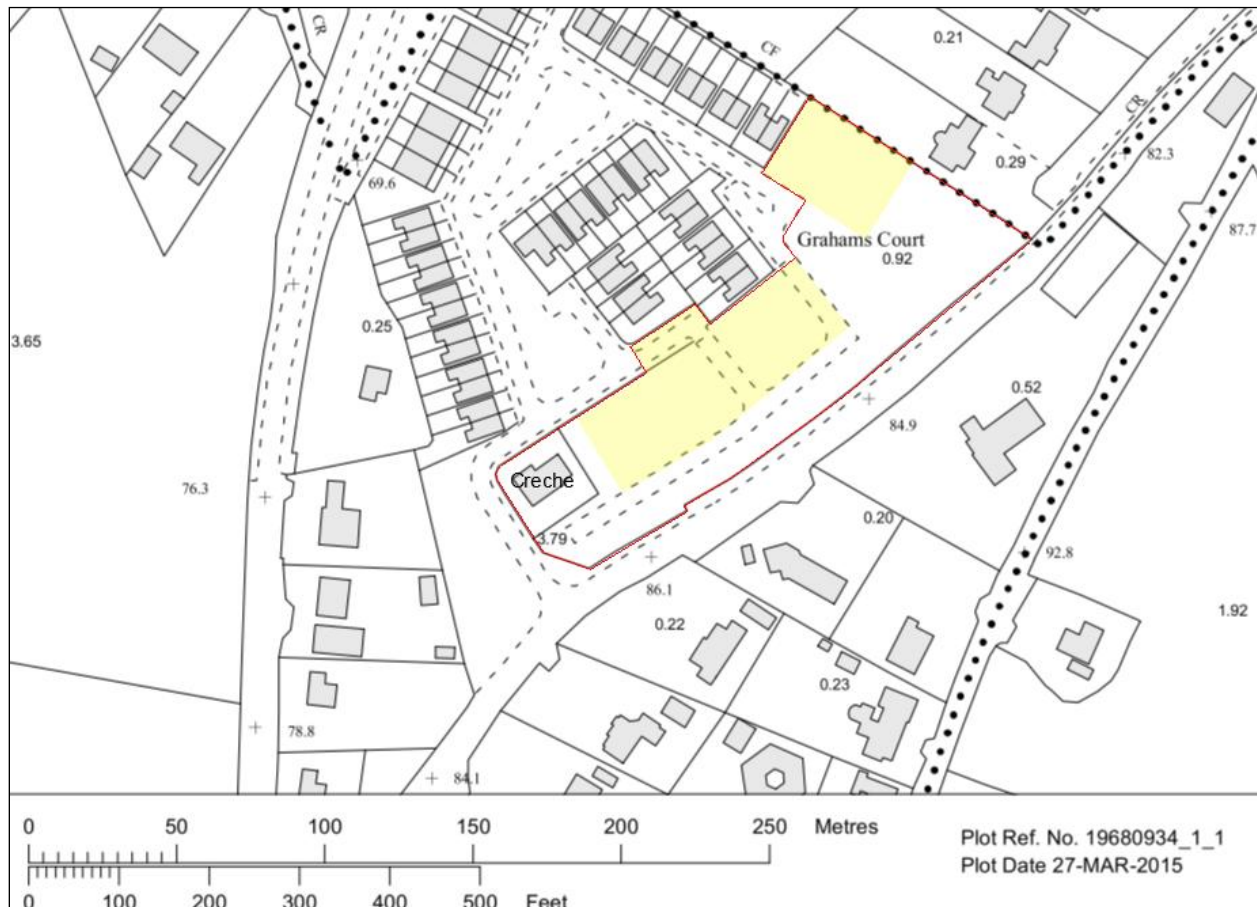 CR
CF
0.21
CR
82.3
0.29
69.6
87.7
Grahams Court
0.92
0.25
3.65
0.52
84.9
Creche
76.3
0.20
3.79
92.8
86.1
0.22
1.92
0.23
78.8
84.1
0 50 100 150 200 250 Metres
0 100 200 300 400 500 Feet
Plot Ref. No. 19680934_1_1
Plot Date 27-MAR-2015